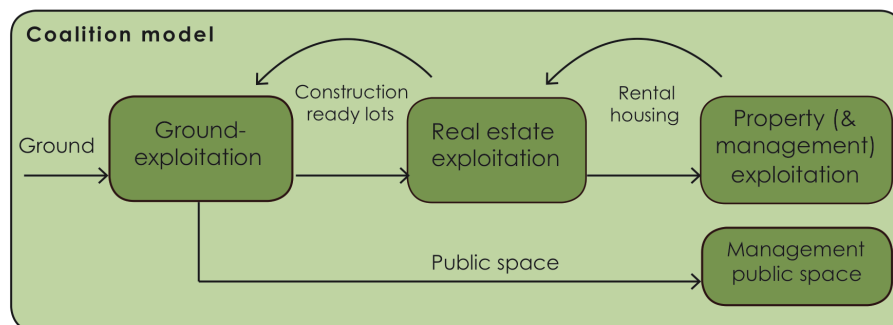 Coalition model
Ground
Ground-
exploitation
Construction
ready lots
Real estate
exploitation
Rental
housing
Property (&
management)
exploitation
Public space
Management
public space